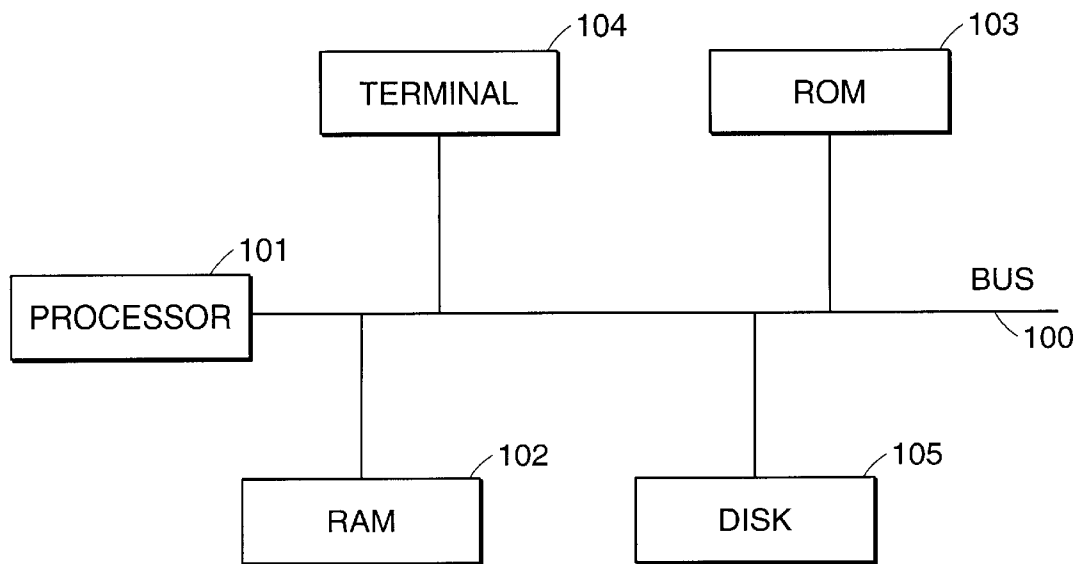 104
TERMINAL
103
ROM
101
PROCESSOR
BUS
100
102
RAM
105
DISK